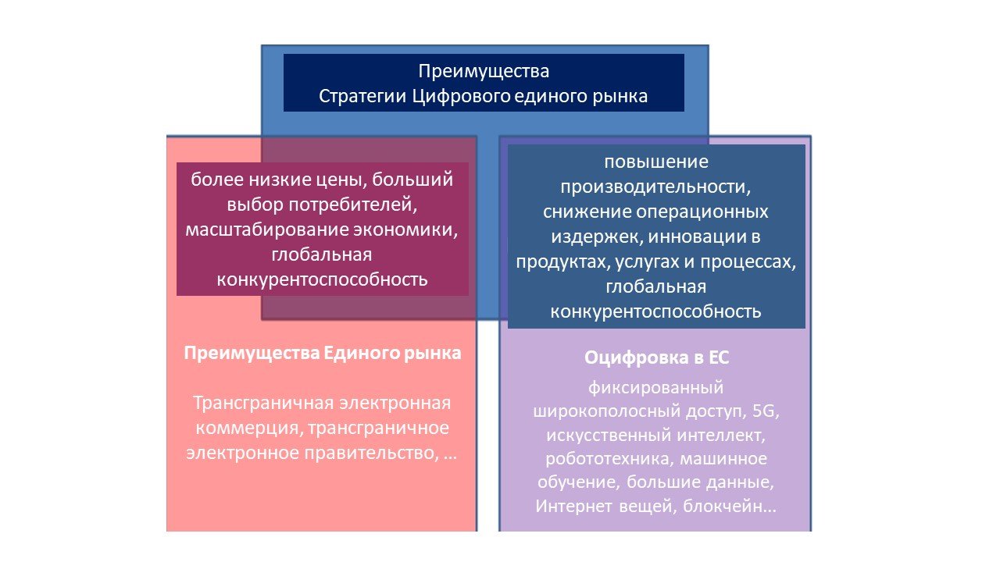 Преимущества
Стратегии Цифрового единого рынка
более низкие цены, больший
выбор потребителей,
масштабирование экономики,
глобальная
конкурентоспособность
Преимущества Единого рынка
Трансграничная электронная
коммерция, трансграничное
электронное правительство, ...
повышение
производительности,
снижение операционных
издержек, инновации в
продуктах, услугах и процессах,
глобальная
конкурентоспособность
Оцифровка в ЕС
фиксированный
широкополосный доступ, 5G,
искусственный интеллект,
робототехника, машинное
обучение, большие данные,
Интернет вещей, блокчейн...